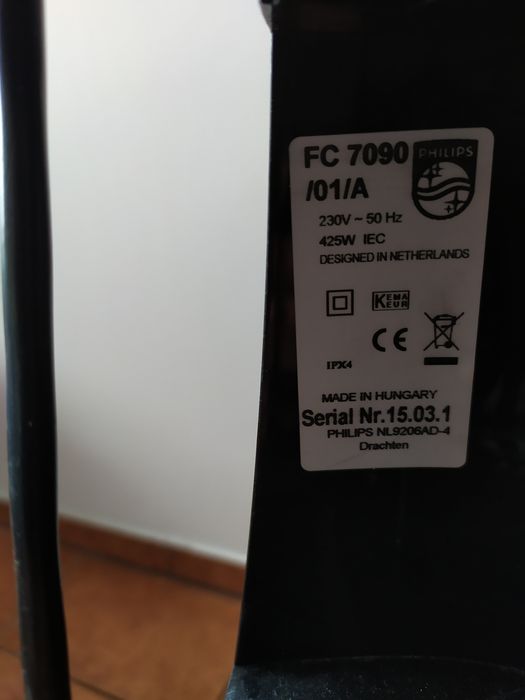 FC 7090
PHILIPS
/01/A
230V ~ 50 Hz
425W IEC
DESIGNED IN NETHERLANDS
KEMA
KEUR
CE
IPX4
MADE IN HUNGARY
Serial Nr.15.03.1
PHILIPS NL9206AD-4
Drachten